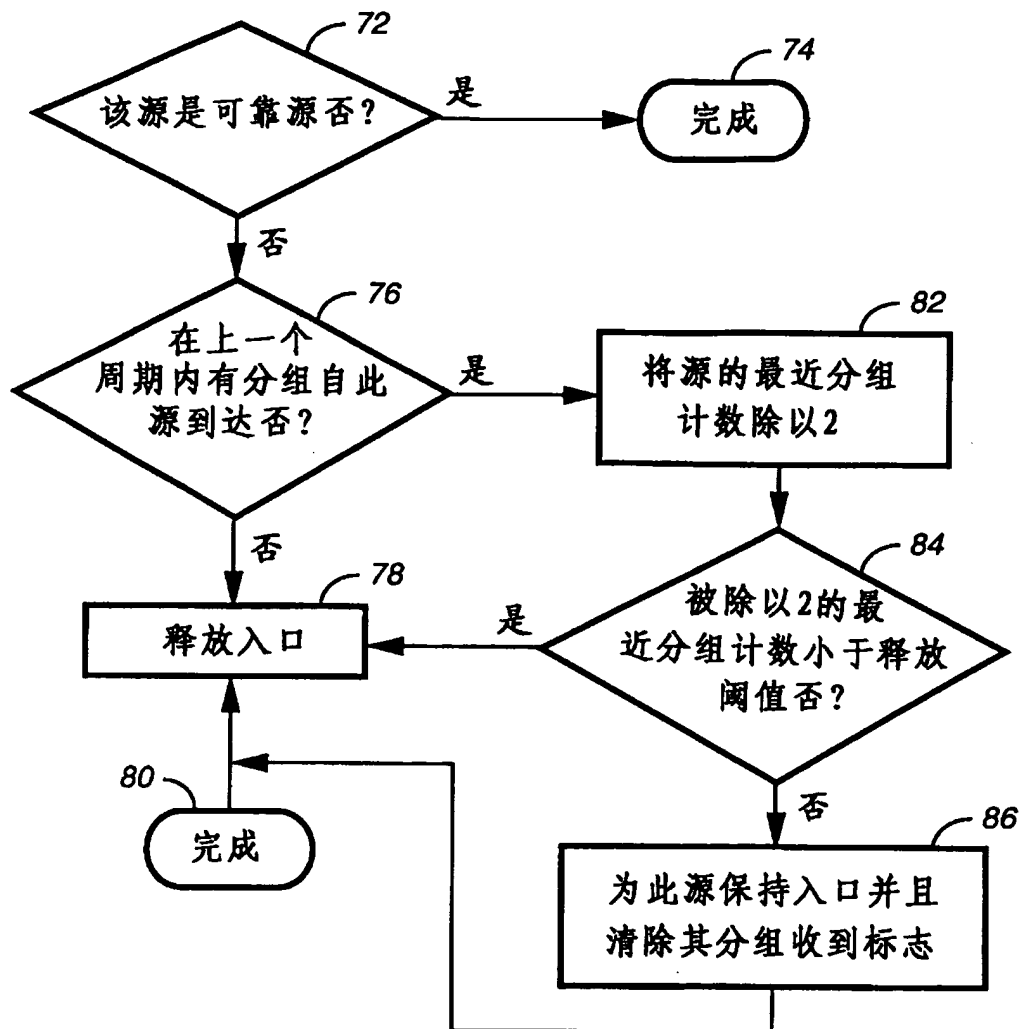 72
该源是可靠源否?
是
74
完成
否
76
在上一个
周期内有分组自此
源到达否?
是
82
将源的最近分组
计数除以2
否
78
释放入口
是
84
被除以2的最
近分组计数小于释放
阈值否?
80
完成
否
86
为此源保持入口并且
清除其分组收到标志